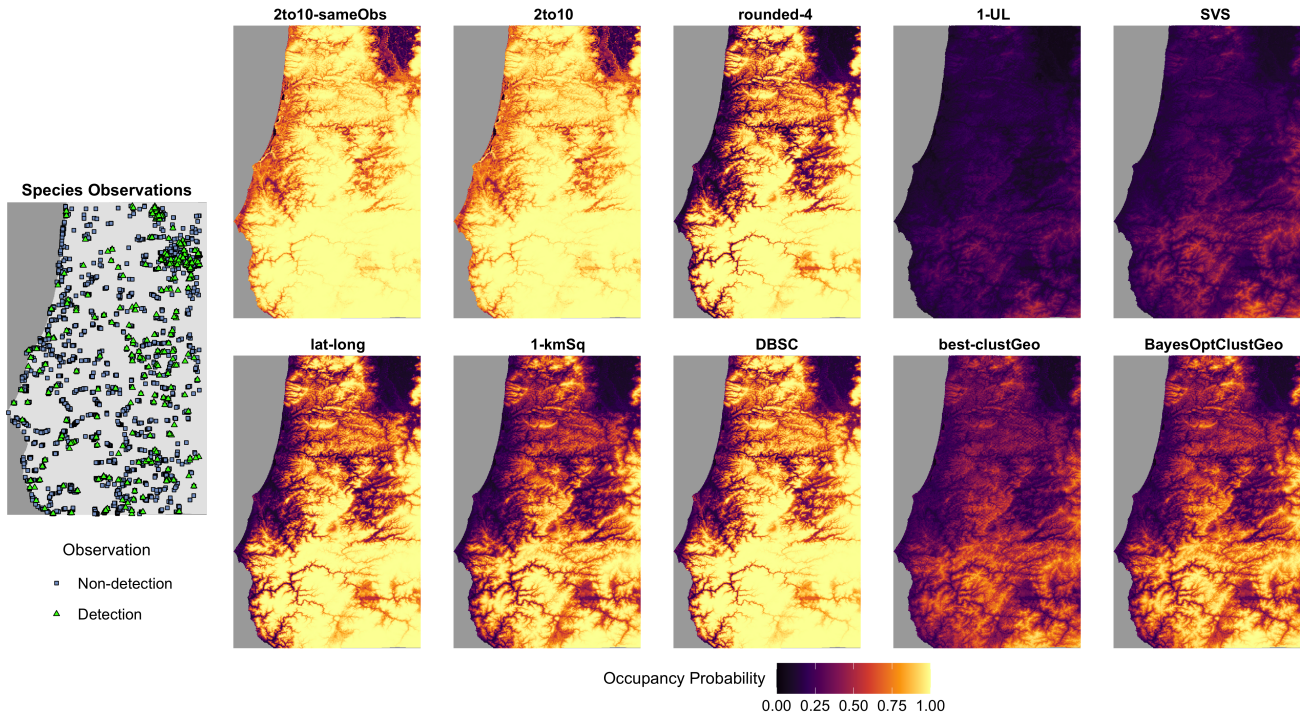 2to10-sameObs
2to10
rounded-4
1-UL
SVS
Species Observations
lat-long
1-kmSq
DBSC
best-clustGeo
BayesOptClustGeo
Observation
Non-detection
Detection
Occupancy Probability
0.00 0.25 0.50 0.75 1.00